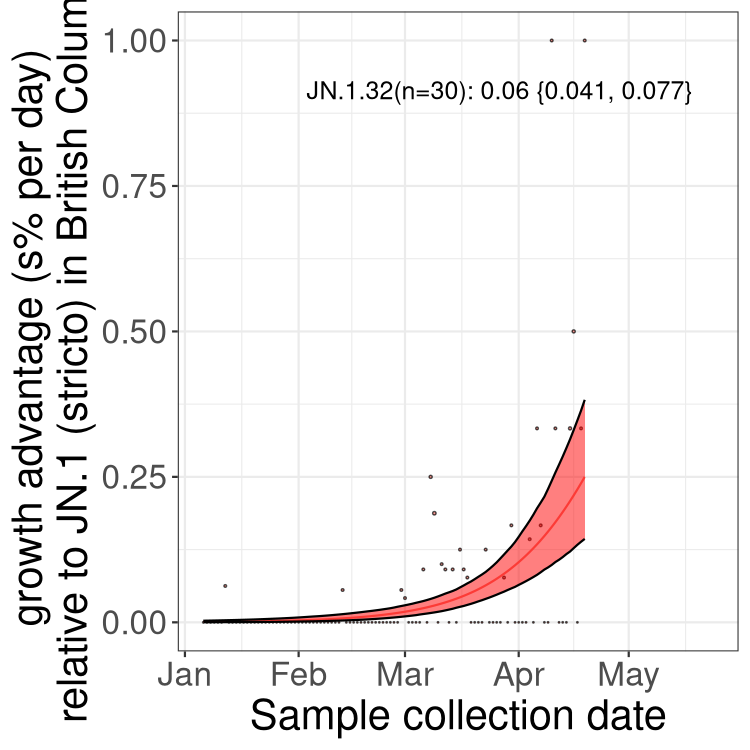 growth advantage (s% per day)
relative to JN.1 (stricto) in British Colum
1.00
0.75
0.50
0.25
0.00
JN.1.32(n=30): 0.06 {0.041, 0.077}
Jan Feb Mar Apr May
Sample collection date